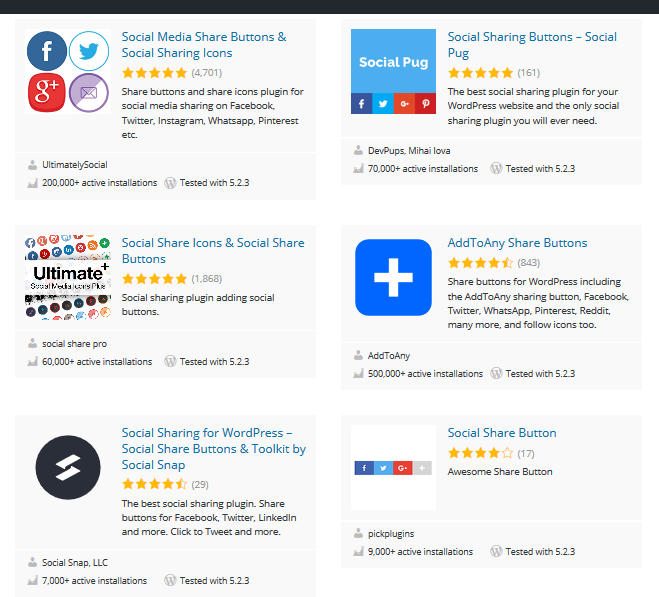 Social Media Share Buttons &
Social Sharing Icons
(4,701)
Share buttons and share icons plugin for
social media sharing on Facebook,
Twitter, Instagram, Whatsapp, Pinterest
etc.
UltimatelySocial
200,000+ active installations
Tested with 5.2.3
Social Pug
Social Sharing Buttons – Social
Pug
(161)
The best social sharing plugin for your
WordPress website and the only social
sharing plugin you will ever need.
DevPups, Mihai Iova
70,000+ active installations
Tested with 5.2.3
Ultimate+
Social Media Icons Plus
Social Share Icons & Social Share
Buttons
(1,868)
Social sharing plugin adding social
buttons.
social share pro
60,000+ active installations
Tested with 5.2.3
AddToAny Share Buttons
(843)
Share buttons for WordPress including
the AddToAny sharing button, Facebook,
Twitter, WhatsApp, Pinterest, Reddit,
many more, and follow icons too.
AddToAny
500,000+ active installations
Tested with 5.2.3
Social Sharing for WordPress –
Social Share Buttons & Toolkit by
Social Snap
(29)
The best social sharing plugin. Share
buttons for Facebook, Twitter, LinkedIn
and more. Click to Tweet and more.
Social Snap, LLC
7,000+ active installations
Tested with 5.2.3
Social Share Button
(17)
Awesome Share Button
pickplugins
9,000+ active installations
Tested with 5.2.3